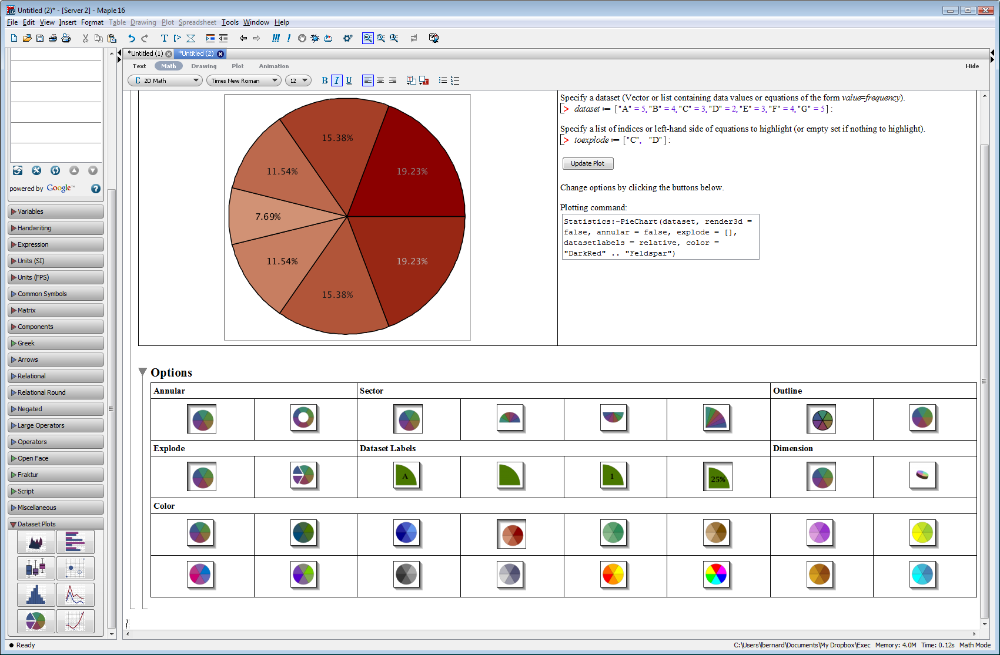 Untitled (2)* - [Server 2] - Maple 16
File Edit View Insert Format Table Drawing Plot Spreadsheet Tools Window Help
*Untitled (1) *Untitled (2)
Text Math Drawing Plot Animation Hide
C 2D Math Times New Roman 12 B I U
powered by Google™
Variables
Handwriting
Expression
Units (SI)
Units (FPS)
Common Symbols
Matrix
Components
Greek
Arrows
Relational
Relational Round
Negated
Large Operators
Operators
Open Face
Fraktur
Script
Miscellaneous
Dataset Plots
15.38%
19.23%
11.54%
7.69%
11.54%
19.23%
15.38%
Specify a dataset (Vector or list containing data values or equations of the form value=frequency).
> dataset := ["A" = 5, "B" = 4, "C" = 3, "D" = 2, "E" = 3, "F" = 4, "G" = 5] :
Specify a list of indices or left-hand side of equations to highlight (or empty set if nothing to highlight).
> toexplode := ["C", "D"] :
Update Plot
Change options by clicking the buttons below.
Plotting command:
Statistics:-PieChart(dataset, render3d =
false, annular = false, explode = [],
datasetlabels = relative, color =
"DarkRed" .. "Feldspar")
Options
Annular Sector Outline
Explode Dataset Labels Dimension
A 1 25%
Color
Ready C:\Users\lbernard\Documents\My Dropbox\Exec Memory: 4.0M Time: 0.12s Math Mode